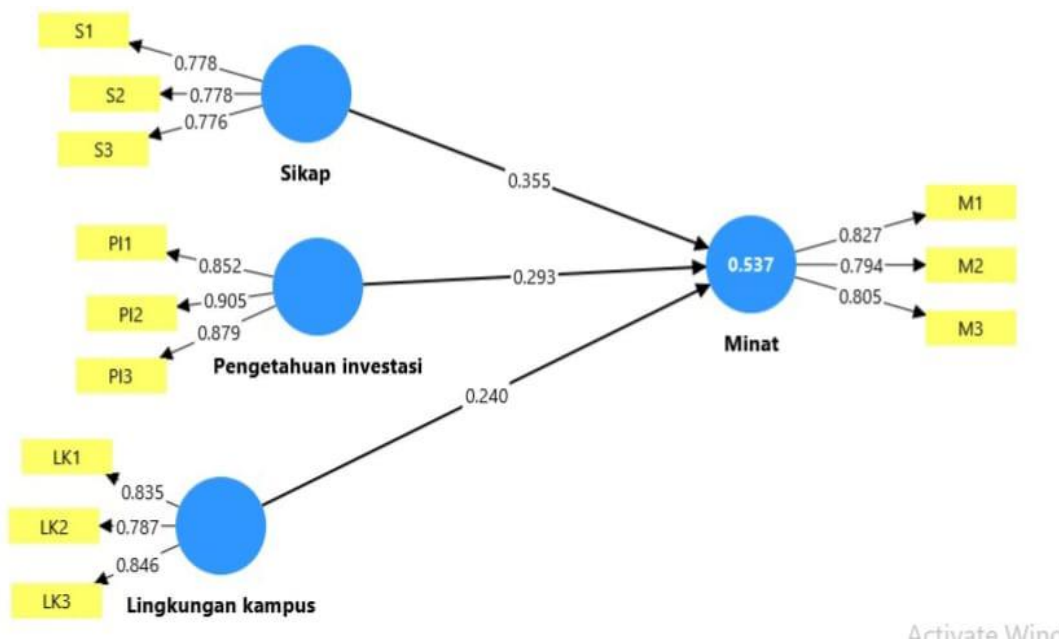 S1
0.778
S2
0.778
S3
0.776
Sikap
0.355
PI1
0.852
PI2
0.905
PI3
0.879
Pengetahuan investasi
0.293
LK1
0.835
LK2
0.787
LK3
0.846
Lingkungan kampus
0.240
0.537
Minat
M1
0.827
M2
0.794
M3
0.805
Activate Wind